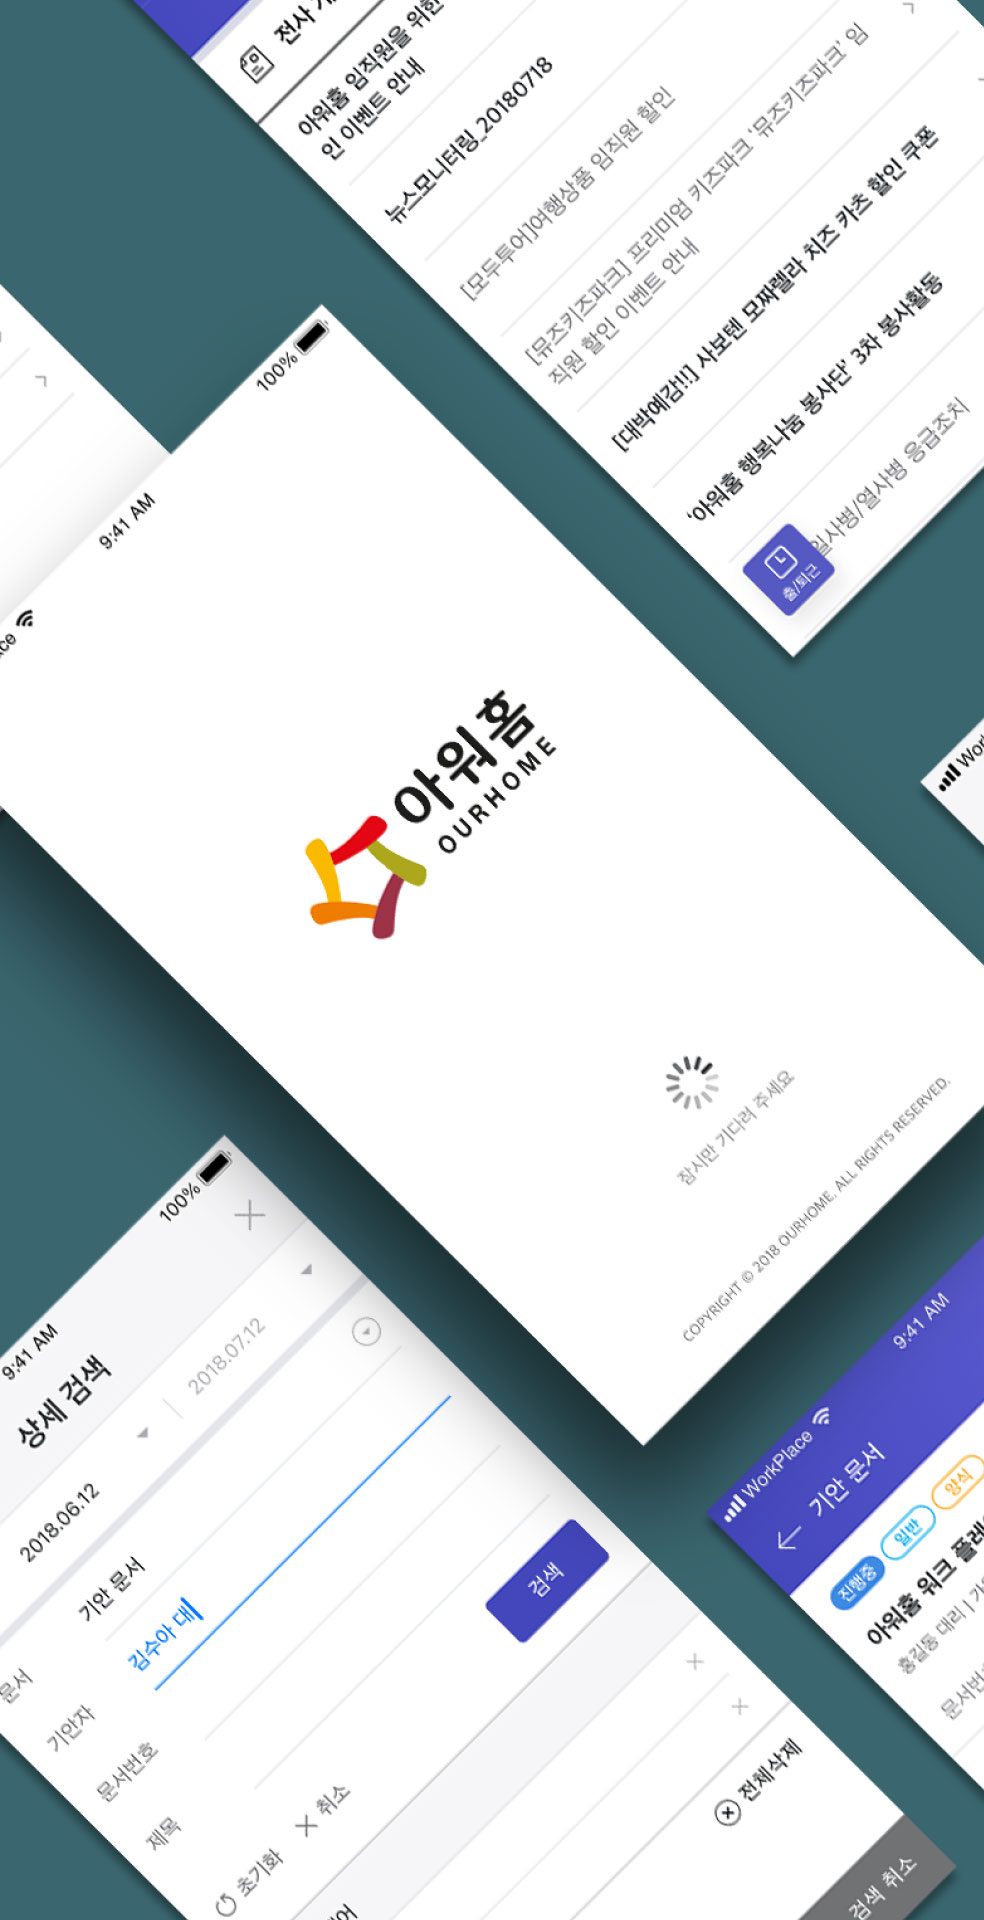 전사
아워홈 임직원을 위한
인 이벤트 안내
뉴스모니터링_20180718
[모두투어]여행상품 임직원 할인
[뮤즈키즈파크] 프리미엄 키즈파크 '뮤즈키즈파크' 임
직원 할인 이벤트 안내
[대박예감!!] 사보텐 모짜렐라 치즈 카츠 할인 쿠폰
'아워홈 행복나눔 봉사단' 3차 봉사활동
일사병/열사병 응급조치
출/퇴근
9:41 AM
100%
아워홈
OURHOME
잠시만 기다려 주세요
COPYRIGHT © 2018 OURHOME. ALL RIGHTS RESERVED.
9:41 AM
100%
상세 검색
2018.06.12
2018.07.12
문서
기안 문서
기안자
김수아 대
문서번호
제목
초기화
취소
검색
전체삭제
검색 취소
WorkPlace
9:41 AM
기안 문서
진행중
일반
양식
아워홈 워크
홍길동 대리 |